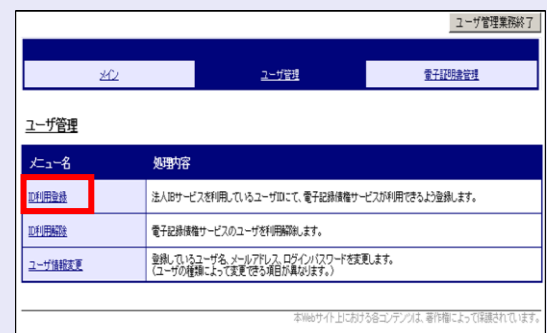 ユーザ管理業務終了
メイン ユーザ管理 電子証明書管理
ユーザ管理
メニュー名 処理内容
ID利用登録 法人IBサービスを利用しているユーザIDにて、電子記録債権サービスが利用できるよう登録します。
ID利用解除 電子記録債権サービスのユーザを利用解除します。
ユーザ情報変更 登録しているユーザ名、メールアドレス、ログインパスワードを変更します。
(ユーザの種類によって変更できる項目が異なります。)
本Webサイト上における各コンテンツは、著作権によって保護されています。